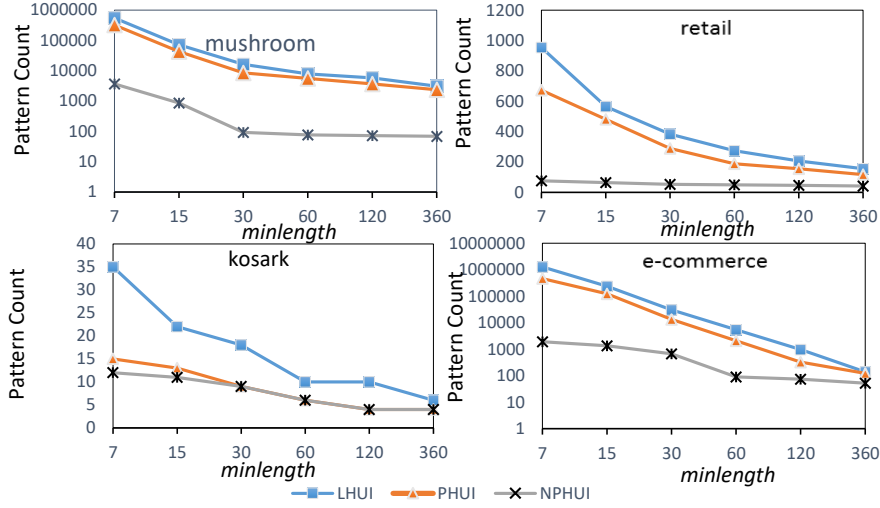 mushroom
Pattern Count
1000000
100000
10000
1000
100
10
1
7 15 30 60 120 360
minlength
retail
Pattern Count
1200
1000
800
600
400
200
0
7 15 30 60 120 360
minlength
kosark
Pattern Count
40
35
30
25
20
15
10
5
0
7 15 30 60 120 360
minlength
e-commerce
Pattern Count
10000000
1000000
100000
10000
1000
100
10
1
7 15 30 60 120 360
minlength
LHUI PHUI NPHUI